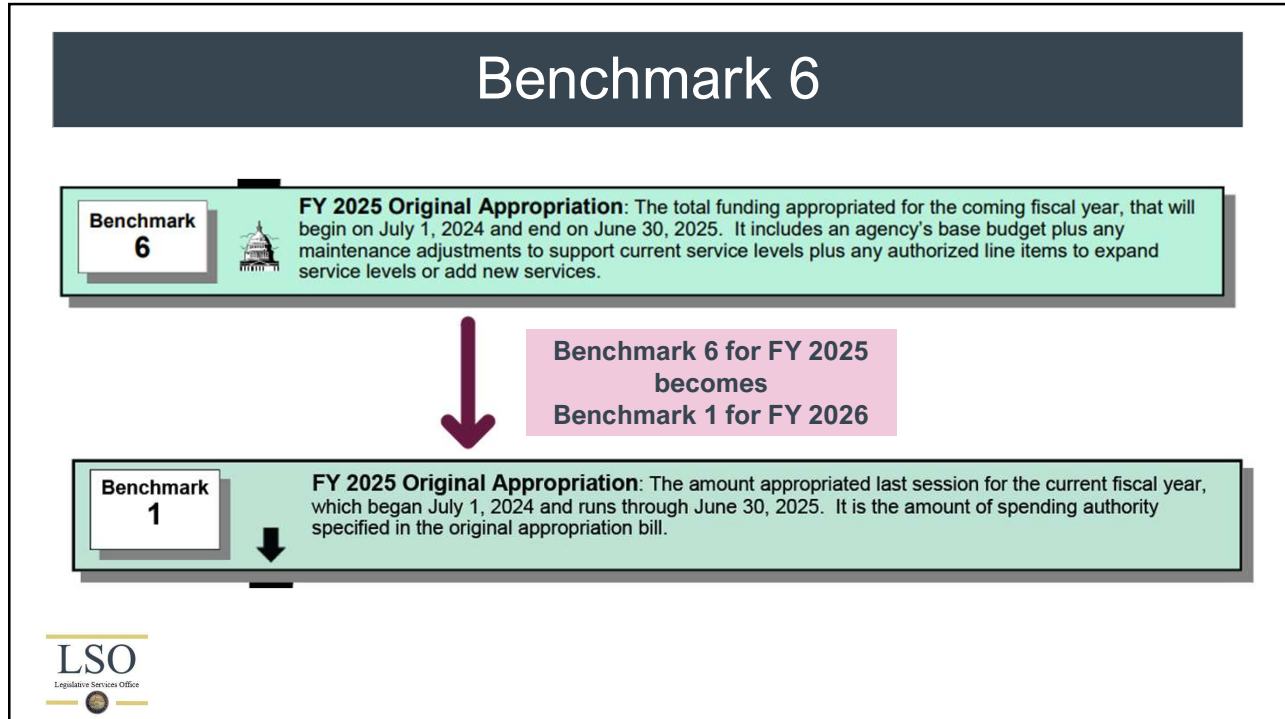 Benchmark 6
Benchmark
6
FY 2025 Original Appropriation: The total funding appropriated for the coming fiscal year, that will
begin on July 1, 2024 and end on June 30, 2025.  It includes an agency's base budget plus any
maintenance adjustments to support current service levels plus any authorized line items to expand
service levels or add new services.
Benchmark 6 for FY 2025
becomes
Benchmark 1 for FY 2026
Benchmark
1
FY 2025 Original Appropriation: The amount appropriated last session for the current fiscal year,
which began July 1, 2024 and runs through June 30, 2025.  It is the amount of spending authority
specified in the original appropriation bill.
LSO
Legislative Services Office